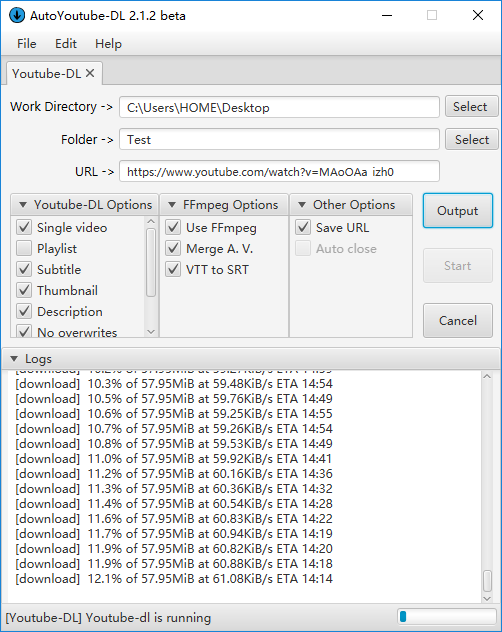 AutoYoutube-DL 2.1.2 beta
File Edit Help
Youtube-DL
Work Directory -> C:\Users\HOME\Desktop Select
Folder -> Test Select
URL -> https://www.youtube.com/watch?v=MAoOAa_izh0
Youtube-DL Options FFmpeg Options Other Options
Single video Use FFmpeg Save URL Output
Playlist Merge A. V. Auto close
Subtitle VTT to SRT Start
Thumbnail
Description Cancel
No overwrites
Logs
[download] 10.3% of 57.95MiB at 59.48KiB/s ETA 14:54
[download] 10.5% of 57.95MiB at 59.76KiB/s ETA 14:49
[download] 10.6% of 57.95MiB at 59.25KiB/s ETA 14:55
[download] 10.7% of 57.95MiB at 59.26KiB/s ETA 14:54
[download] 10.8% of 57.95MiB at 59.53KiB/s ETA 14:49
[download] 11.0% of 57.95MiB at 59.92KiB/s ETA 14:41
[download] 11.2% of 57.95MiB at 60.16KiB/s ETA 14:36
[download] 11.3% of 57.95MiB at 60.36KiB/s ETA 14:32
[download] 11.4% of 57.95MiB at 60.54KiB/s ETA 14:28
[download] 11.6% of 57.95MiB at 60.83KiB/s ETA 14:22
[download] 11.7% of 57.95MiB at 60.94KiB/s ETA 14:19
[download] 11.9% of 57.95MiB at 60.82KiB/s ETA 14:20
[download] 11.9% of 57.95MiB at 60.88KiB/s ETA 14:18
[download] 12.1% of 57.95MiB at 61.08KiB/s ETA 14:14
[Youtube-DL] Youtube-dl is running